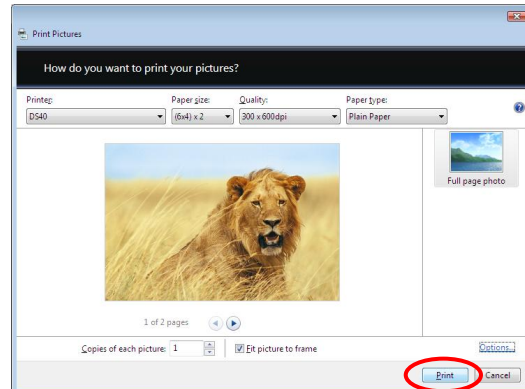 Print Pictures
How do you want to print your pictures?
Printer: Paper size: Quality: Paper type:
DS40 (6x4) x 2 300 x 600dpi Plain Paper
Full page photo
1 of 2 pages
Copies of each picture: 1 Fit picture to frame Options...
Print Cancel